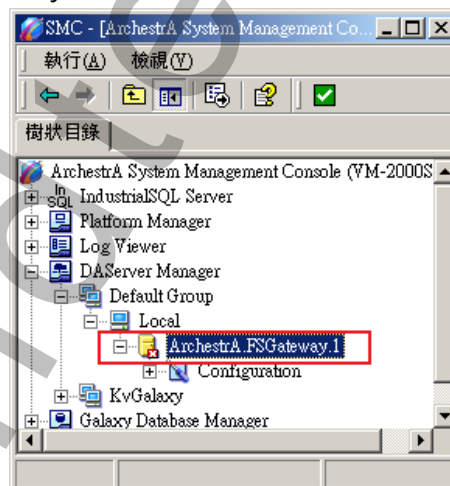 SMC - [ArchestrA System Management Co...
執行(A) 檢視(V)
樹狀目錄
ArchestrA System Management Console (VM-2000S
IndustrialSQL Server
Platform Manager
Log Viewer
DAServer Manager
Default Group
Local
ArchestrA.FSGateway.1
Configuration
KvGalaxy
Galaxy Database Manager